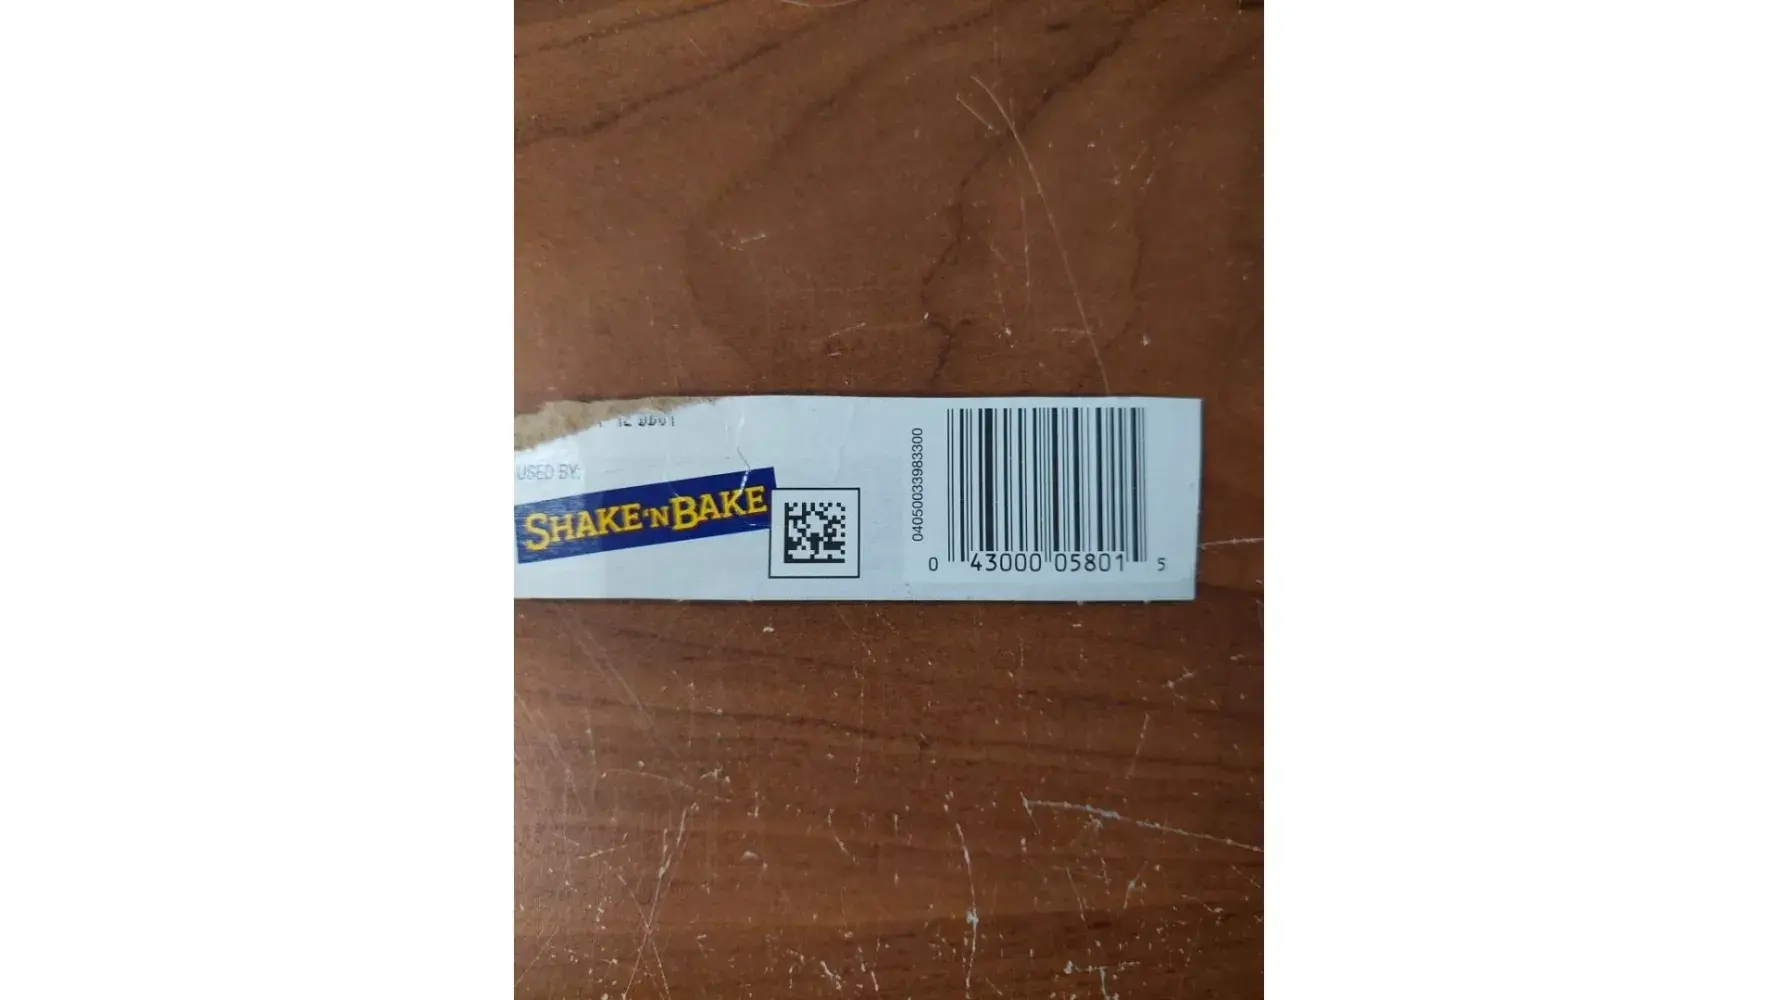 USED BY:
SHAKE 'N BAKE
04050033983300
0 43000 05801 5